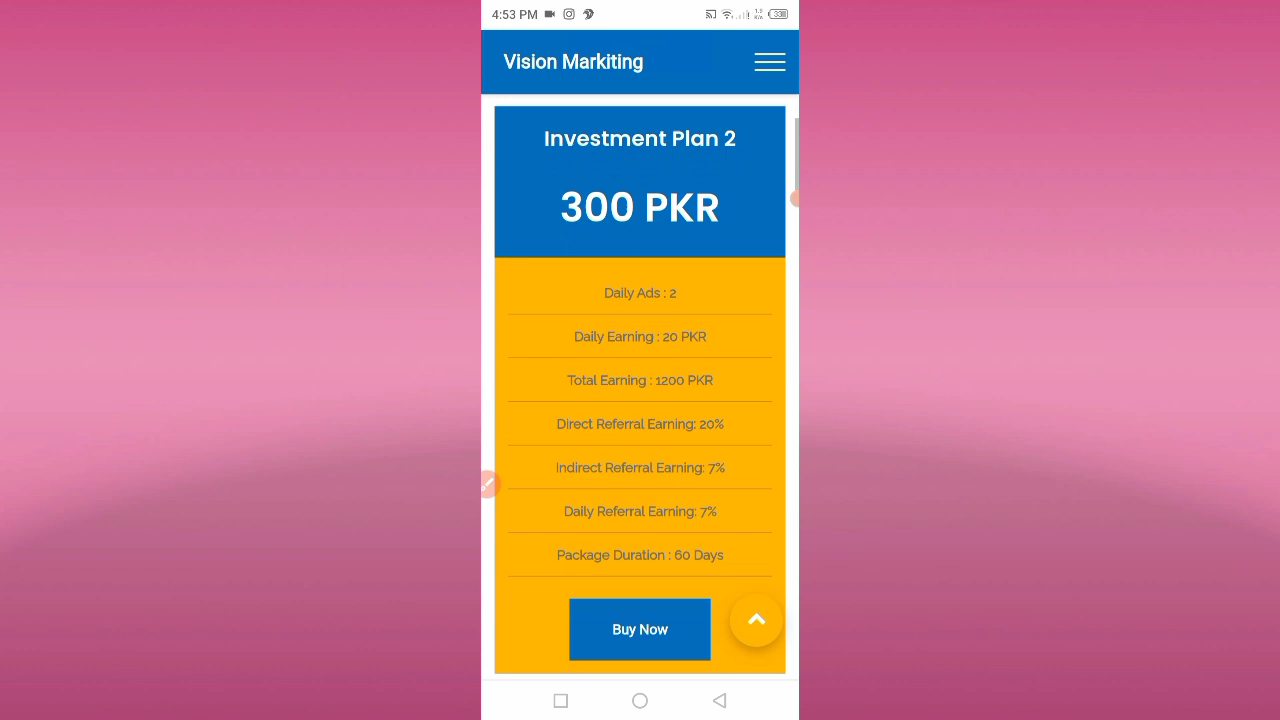 4:53 PM
Vision Markiting
Investment Plan 2
300 PKR
Daily Ads : 2
Daily Earning : 20 PKR
Total Earning : 1200 PKR
Direct Referral Earning: 20%
Indirect Referral Earning: 7%
Daily Referral Earning: 7%
Package Duration : 60 Days
Buy Now